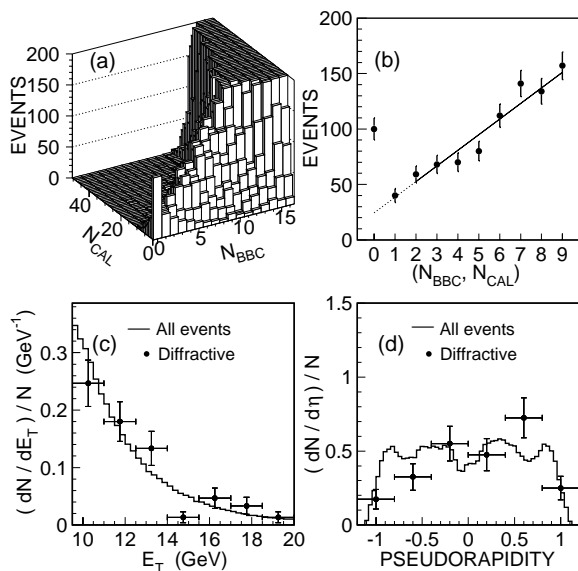 (a)
EVENTS
200
150
100
50
0
40
20
0
N_CAL
0
5
10
15
N_BBC
(b)
EVENTS
200
150
100
50
0
0 1 2 3 4 5 6 7 8 9
(N_BBC, N_CAL)
(c)
All events
Diffractive
(dN / dE_T) / N (GeV⁻¹)
0.4
0.2
0
10 12 14 16 18 20
E_T (GeV)
(d)
All events
Diffractive
(dN / dη) / N
1.5
1
0.5
0
-1 -0.5 0 0.5 1
PSEUDORAPIDITY